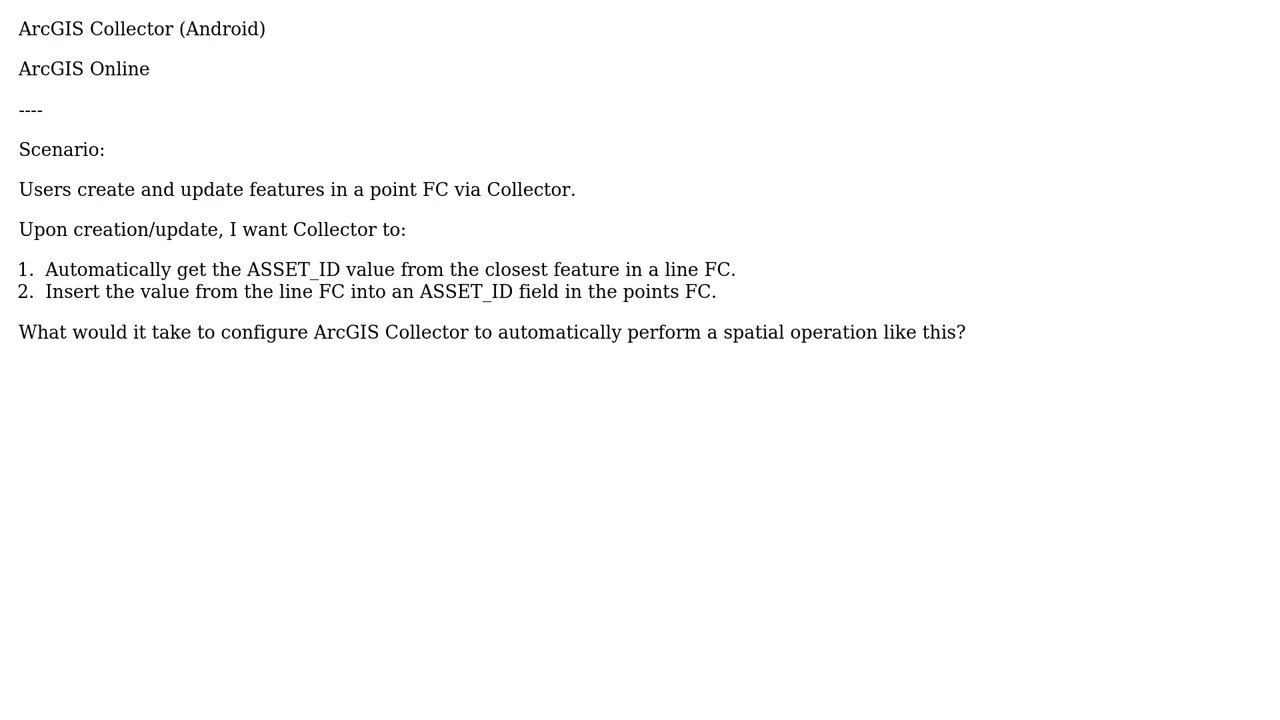 ArcGIS Collector (Android)
ArcGIS Online
----
Scenario:
Users create and update features in a point FC via Collector.
Upon creation/update, I want Collector to:
1. Automatically get the ASSET_ID value from the closest feature in a line FC.
2. Insert the value from the line FC into an ASSET_ID field in the points FC.
What would it take to configure ArcGIS Collector to automatically perform a spatial operation like this?